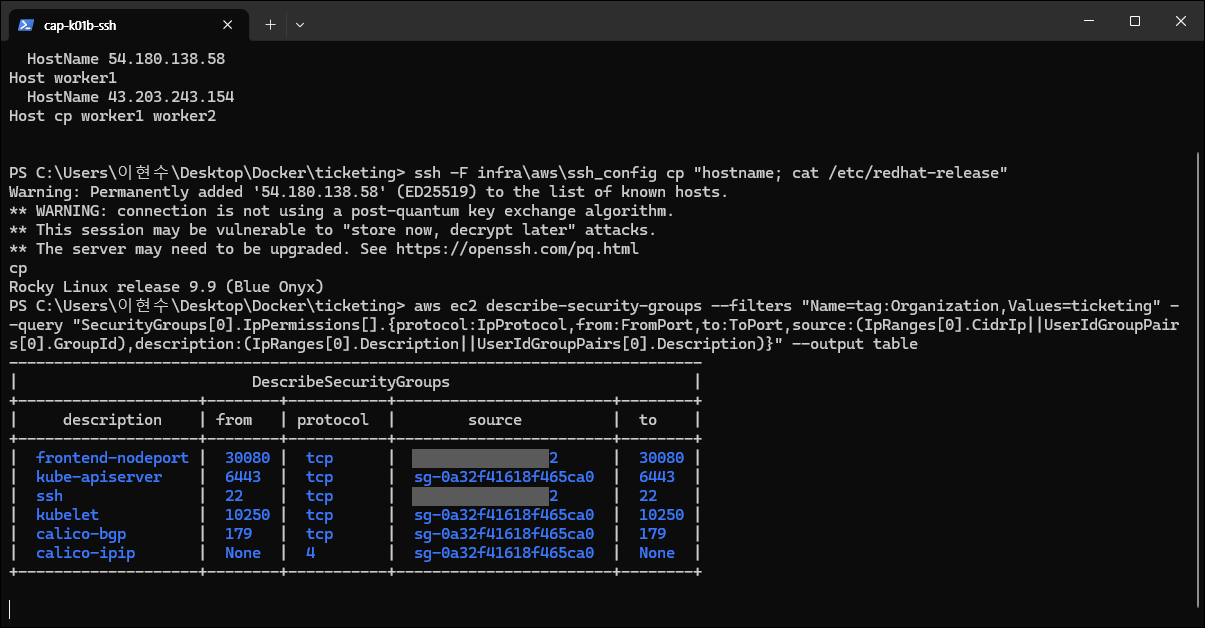 cap-k01b-ssh
HostName 54.180.138.58
Host worker1
HostName 43.203.243.154
Host cp worker1 worker2
PS C:\Users\이현수\Desktop\Docker\ticketing> ssh -F infra\aws\ssh_config cp "hostname; cat /etc/redhat-release"
Warning: Permanently added '54.180.138.58' (ED25519) to the list of known hosts.
** WARNING: connection is not using a post-quantum key exchange algorithm.
** This session may be vulnerable to "store now, decrypt later" attacks.
** The server may need to be upgraded. See https://openssh.com/pq.html
cp
Rocky Linux release 9.9 (Blue Onyx)
PS C:\Users\이현수\Desktop\Docker\ticketing> aws ec2 describe-security-groups --filters "Name=tag:Organization,Values=ticketing" -
-query "SecurityGroups[0].IpPermissions[].{protocol:IpProtocol,from:FromPort,to:ToPort,source:(IpRanges[0].CidrIp||UserIdGroupPair
s[0].GroupId),description:(IpRanges[0].Description||UserIdGroupPairs[0].Description)}" --output table
DescribeSecurityGroups
description | from | protocol | source | to
frontend-nodeport | 30080 | tcp | 2 | 30080
kube-apiserver | 6443 | tcp | sg-0a32f41618f465ca0 | 6443
ssh | 22 | tcp | 2 | 22
kubelet | 10250 | tcp | sg-0a32f41618f465ca0 | 10250
calico-bgp | 179 | tcp | sg-0a32f41618f465ca0 | 179
calico-ipip | None | 4 | sg-0a32f41618f465ca0 | None